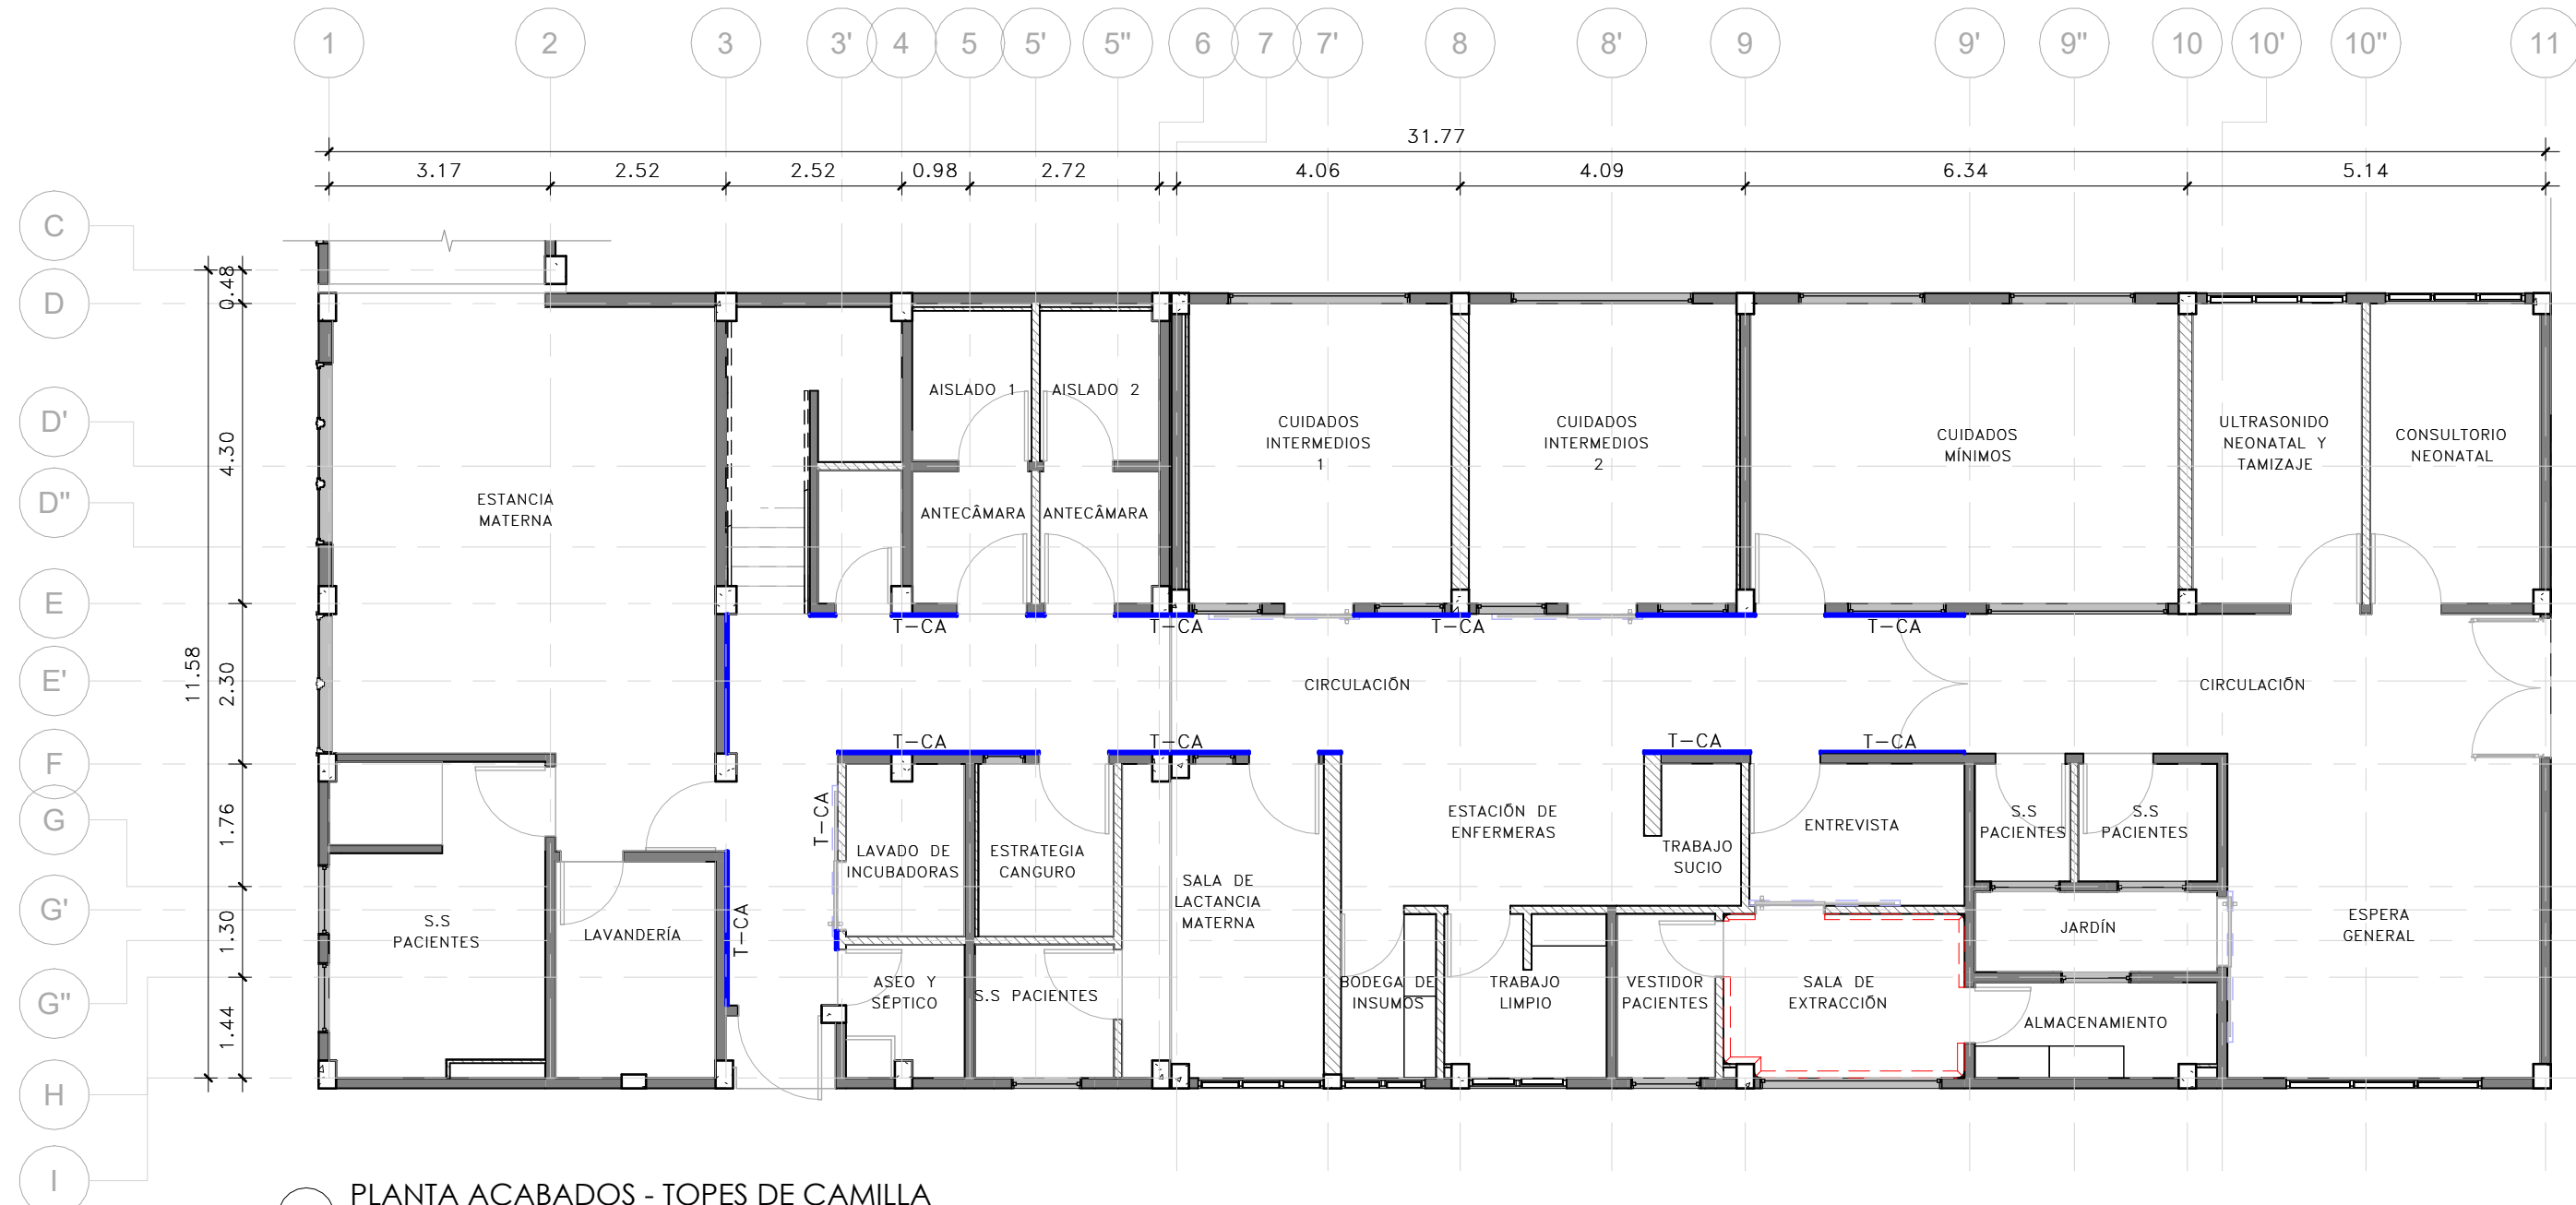 1 2 3 3' 4 5 5' 5" 6 7 7' 8 8' 9 9' 9" 10 10' 10" 11
31.77
3.17 2.52 2.52 0.98 2.72 4.06 4.09 6.34 5.14
C
D
D'
D"
E
E'
F
G
G'
G"
H
I
0.48
4.30
2.30
1.76
1.30
1.44
11.58
ESTANCIA
MATERNA
AISLADO 1
AISLADO 2
ANTECÂMARA
ANTECÂMARA
CUIDADOS
INTERMEDIOS
1
CUIDADOS
INTERMEDIOS
2
CUIDADOS
MÍNIMOS
ULTRASONIDO
NEONATAL Y
TAMIZAJE
CONSULTORIO
NEONATAL
T-CA
T-CA
T-CA
T-CA
CIRCULACIÓN
CIRCULACIÓN
T-CA
T-CA
T-CA
T-CA
T-CA
T-CA
S.S
PACIENTES
LAVANDERÍA
LAVADO DE
INCUBADORAS
ESTRATEGIA
CANGURO
ASEO Y
SÉPTICO
S.S PACIENTES
SALA DE
LACTANCIA
MATERNA
ESTACIÓN DE
ENFERMERAS
TRABAJO
SUCIO
ENTREVISTA
S.S
PACIENTES
S.S
PACIENTES
JARDÍN
ESPERA
GENERAL
BODEGA DE
INSUMOS
TRABAJO
LIMPIO
VESTIDOR
PACIENTES
SALA DE
EXTRACCIÓN
ALMACENAMIENTO
PLANTA ACABADOS - TOPES DE CAMILLA